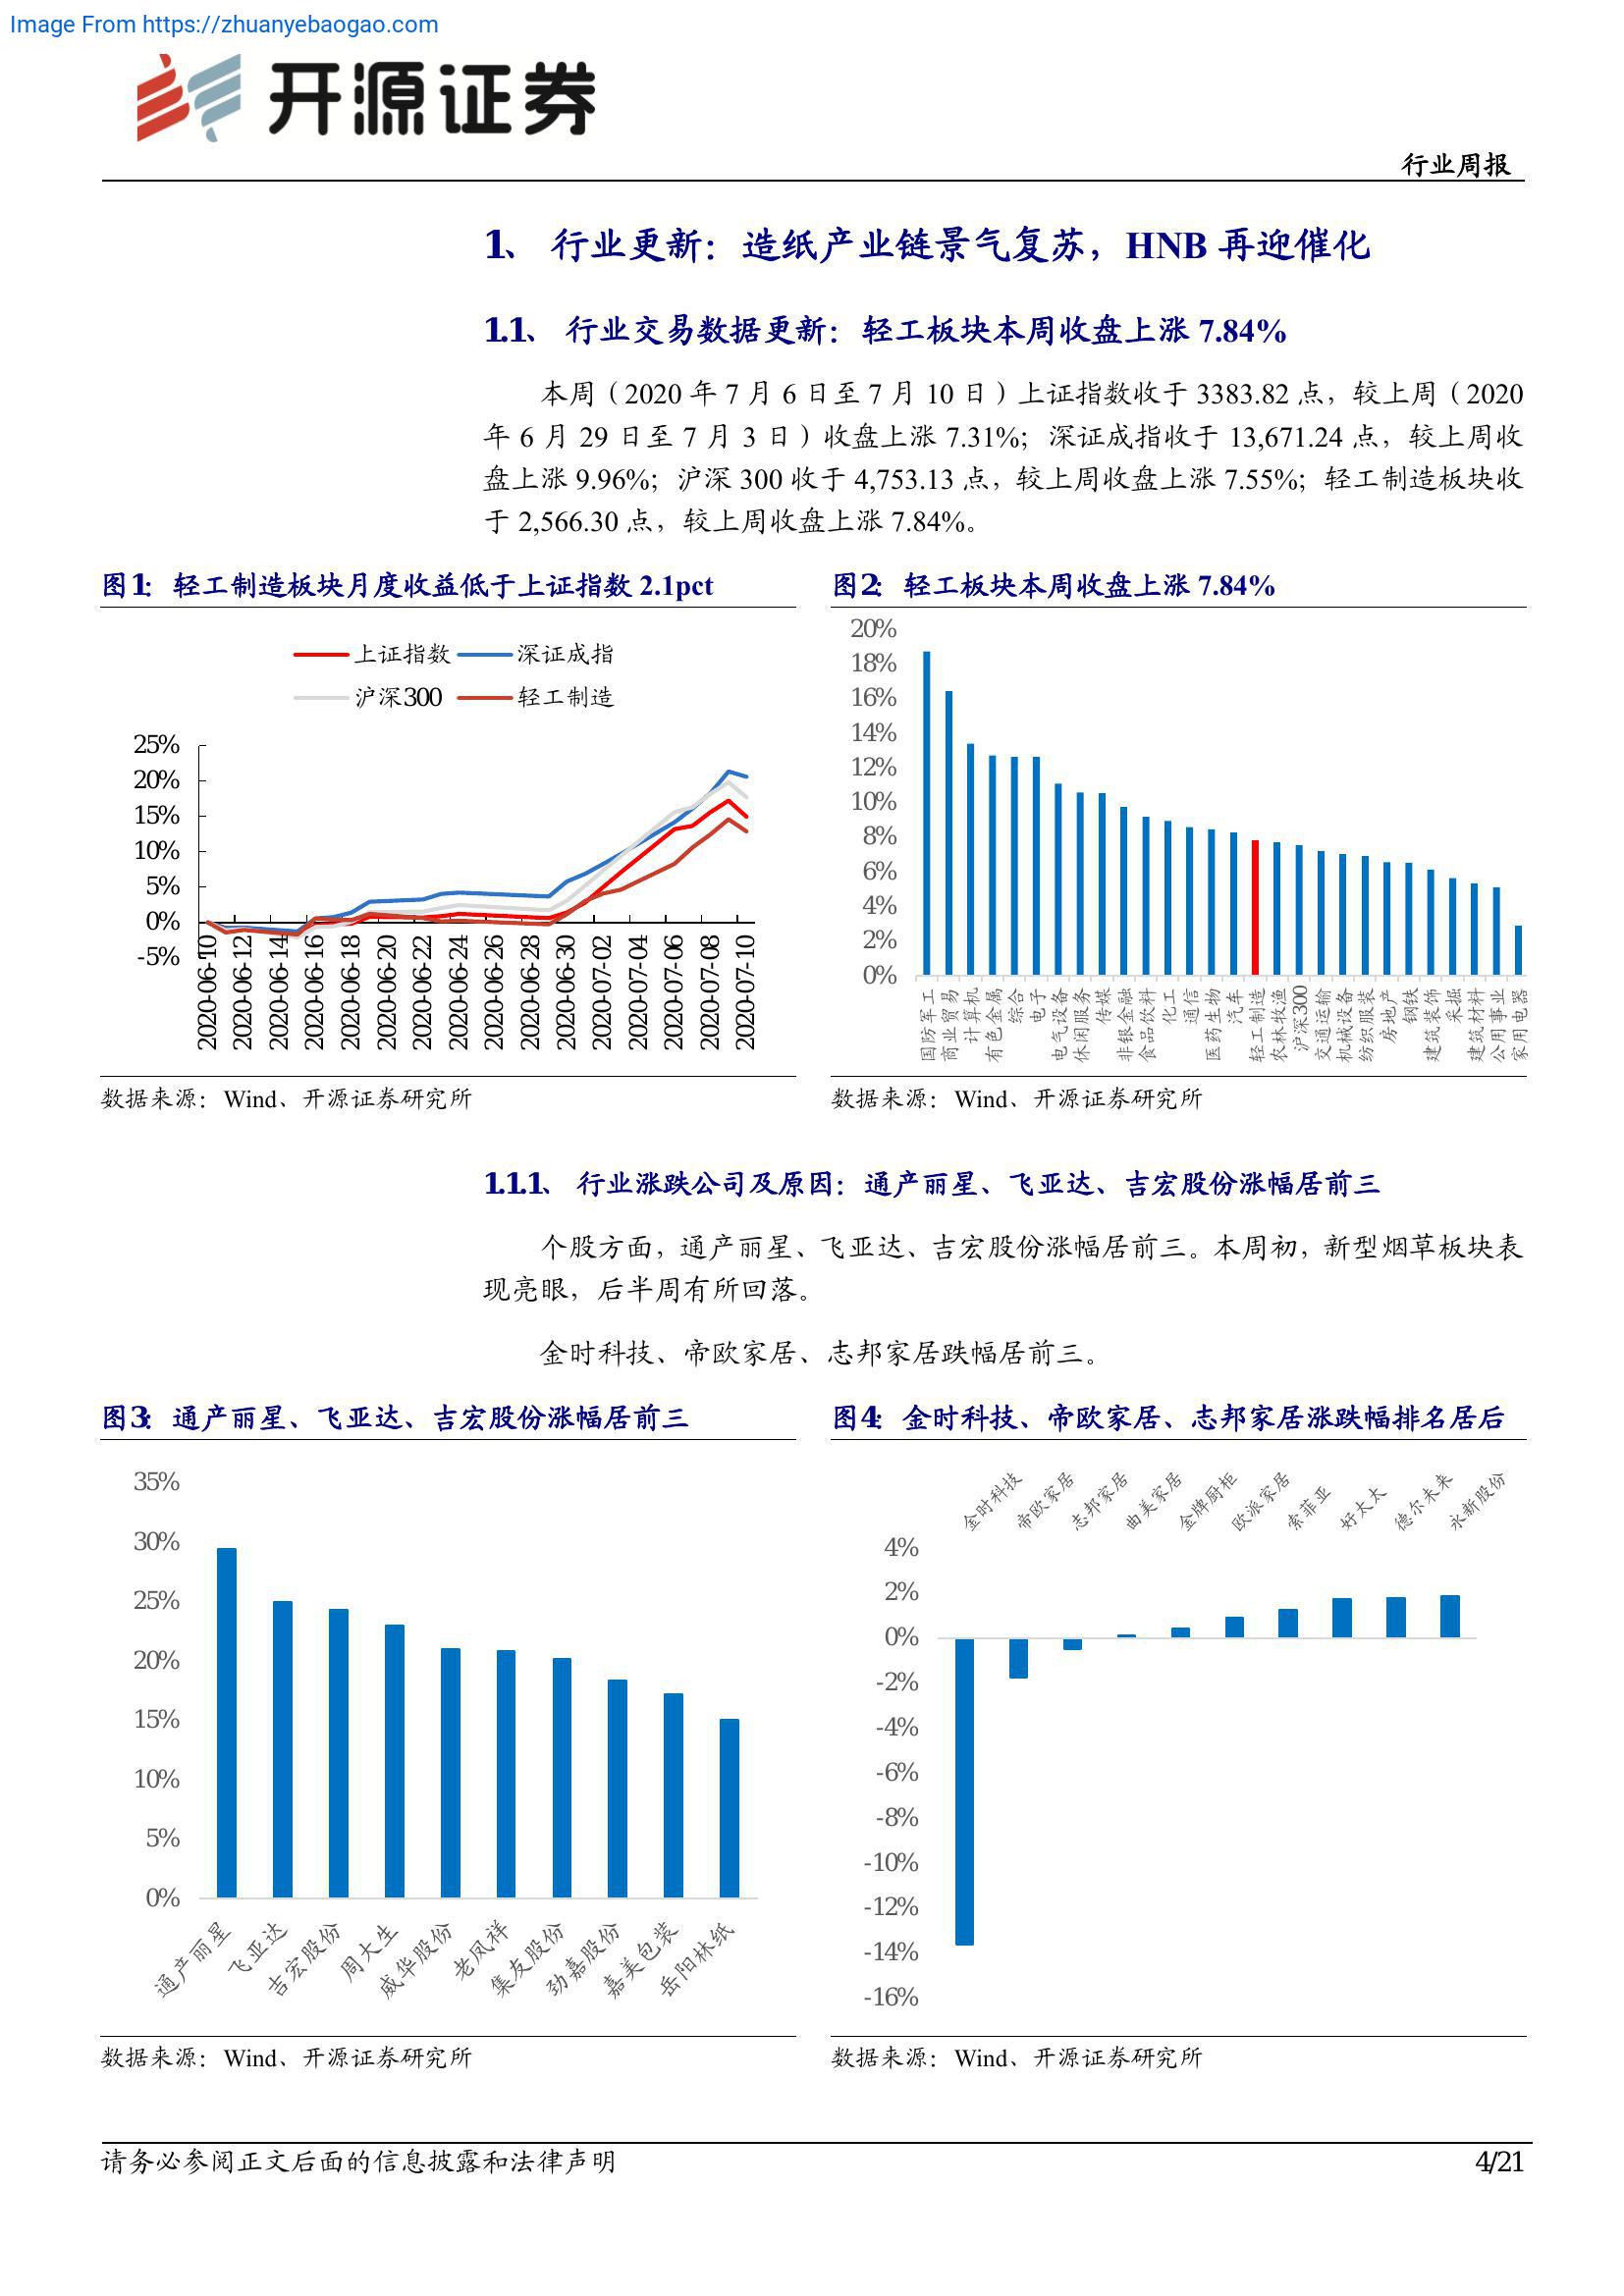 Image From https://zhuanyebaogao.com
开源证券
行业周报
1、 行业更新：造纸产业链景气复苏，HNB 再迎催化
1.1、 行业交易数据更新：轻工板块本周收盘上涨 7.84%
本周（2020 年 7 月 6 日至 7 月 10 日）上证指数收于 3383.82 点，较上周（2020
年 6 月 29 日至 7 月 3 日）收盘上涨 7.31%；深证成指收于 13,671.24 点，较上周收
盘上涨 9.96%；沪深 300 收于 4,753.13 点，较上周收盘上涨 7.55%；轻工制造板块收
于 2,566.30 点，较上周收盘上涨 7.84%。
图1：轻工制造板块月度收益低于上证指数 2.1pct
上证指数 深证成指
沪深300 轻工制造
25%
20%
15%
10%
5%
0%
-5%
2020-06-10
2020-06-12
2020-06-14
2020-06-16
2020-06-18
2020-06-20
2020-06-22
2020-06-24
2020-06-26
2020-06-28
2020-06-30
2020-07-02
2020-07-04
2020-07-06
2020-07-08
2020-07-10
数据来源：Wind、开源证券研究所
图2：轻工板块本周收盘上涨 7.84%
20%
18%
16%
14%
12%
10%
8%
6%
4%
2%
0%
国防军工
商业贸易
计算机
有色金属
综合
电子
电气设备
休闲服务
传媒
非银金融
食品饮料
化工
通信
医药生物
汽车
轻工制造
农林牧渔
沪深300
交通运输
机械设备
纺织服装
房地产
钢铁
建筑装饰
采掘
建筑材料
公用事业
家用电器
数据来源：Wind、开源证券研究所
1.1.1、 行业涨跌公司及原因：通产丽星、飞亚达、吉宏股份涨幅居前三
个股方面，通产丽星、飞亚达、吉宏股份涨幅居前三。本周初，新型烟草板块表
现亮眼，后半周有所回落。
金时科技、帝欧家居、志邦家居跌幅居前三。
图3：通产丽星、飞亚达、吉宏股份涨幅居前三
35%
30%
25%
20%
15%
10%
5%
0%
通产丽星
飞亚达
吉宏股份
周大生
威华股份
老凤祥
集友股份
劲嘉股份
嘉美包装
岳阳林纸
数据来源：Wind、开源证券研究所
图4：金时科技、帝欧家居、志邦家居涨跌幅排名居后
金时科技
帝欧家居
志邦家居
曲美家居
金牌厨柜
欧派家居
索菲亚
好太太
德尔未来
永新股份
4%
2%
0%
-2%
-4%
-6%
-8%
-10%
-12%
-14%
-16%
数据来源：Wind、开源证券研究所
请务必参阅正文后面的信息披露和法律声明
4/21